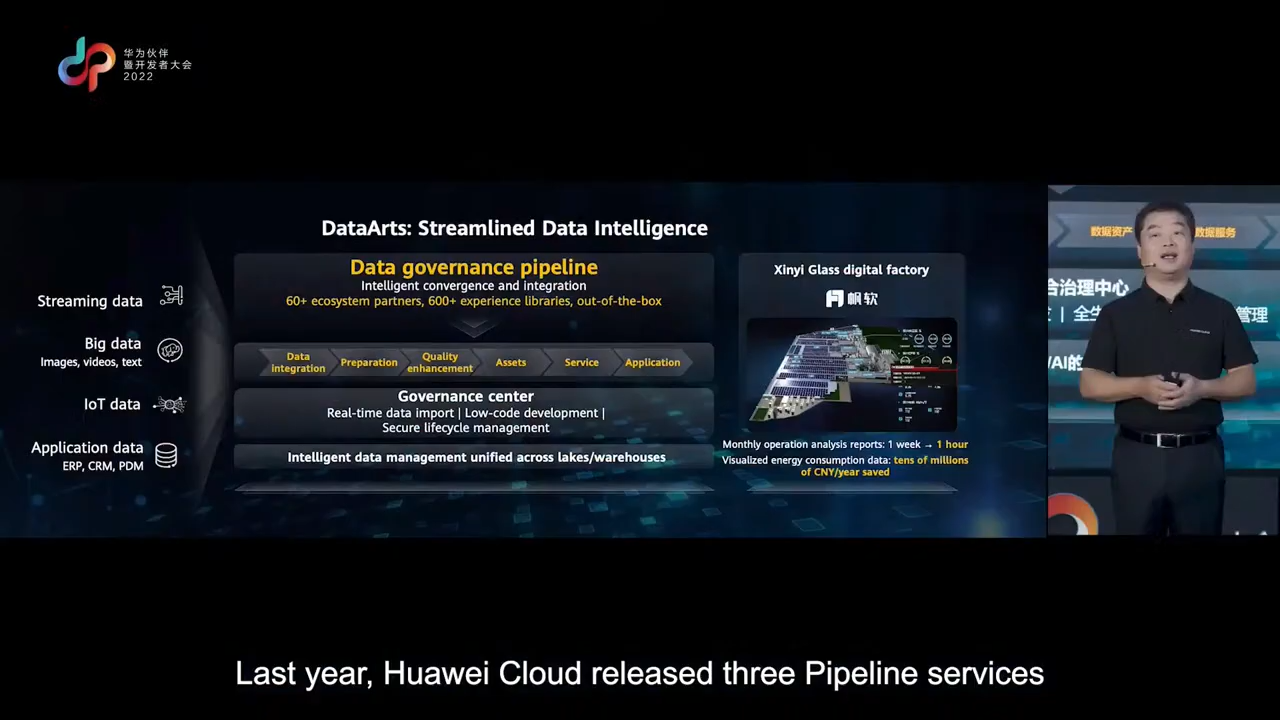 华为伙伴
暨开发者大会
2022
DataArts: Streamlined Data Intelligence
Streaming data
Big data
Images, videos, text
IoT data
Application data
ERP, CRM, PDM
Data governance pipeline
Intelligent convergence and integration
60+ ecosystem partners, 600+ experience libraries, out-of-the-box
Data integration
Preparation
Quality enhancement
Assets
Service
Application
Governance center
Real-time data import | Low-code development |
Secure lifecycle management
Intelligent data management unified across lakes/warehouses
Xinyi Glass digital factory
帆软
Monthly operation analysis reports: 1 week → 1 hour
Visualized energy consumption data: tens of millions
of CNY/year saved
数据资产
数据服务
合治理中心
| 全生
管理
/AI的
Last year, Huawei Cloud released three Pipeline services